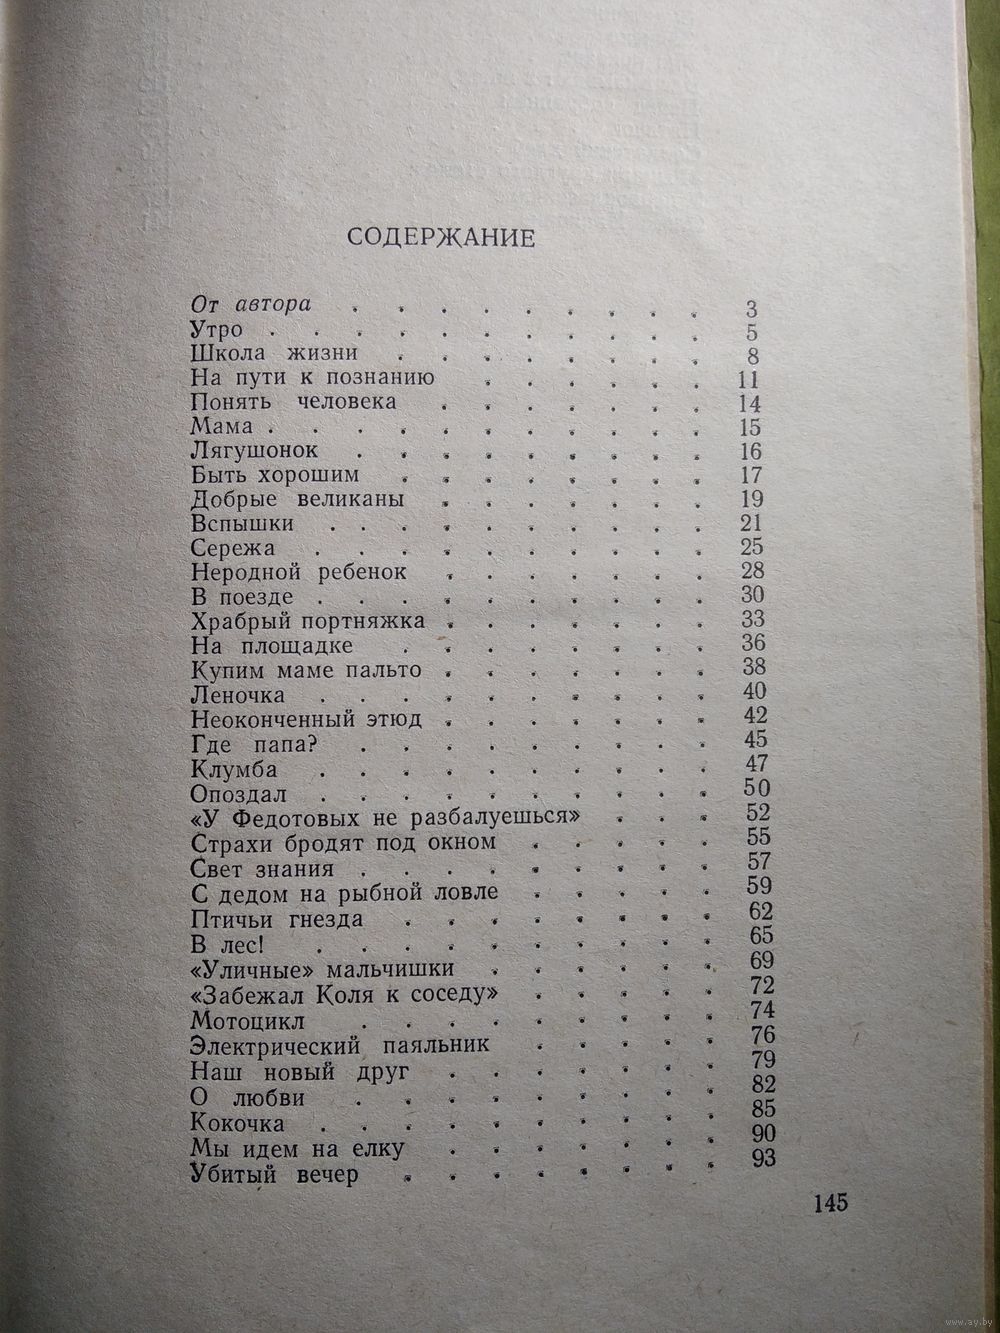 СОДЕРЖАНИЕ
От автора . . . . . . . . . 3
Утро . . . . . . . . . . . 5
Школа жизни . . . . . . . . 8
На пути к познанию . . . . . . 11
Понять человека . . . . . . . 14
Мама . . . . . . . . . . . 15
Лягушонок . . . . . . . . . 16
Быть хорошим . . . . . . . . 17
Добрые великаны . . . . . . . 19
Вспышки . . . . . . . . . . 21
Сережа . . . . . . . . . . 25
Неродной ребенок . . . . . . . 28
В поезде . . . . . . . . . . 30
Храбрый портняжка . . . . . . . 33
На площадке . . . . . . . . 36
Купим маме пальто . . . . . . . 38
Леночка . . . . . . . . . . 40
Неоконченный этюд . . . . . . . 42
Где папа? . . . . . . . . . 45
Клумба . . . . . . . . . . 47
Опоздал . . . . . . . . . . 50
«У Федотовых не разбалуешься» . . . 52
Страхи бродят под окном . . . . . 55
Свет знания . . . . . . . . . 57
С дедом на рыбной ловле . . . . . 59
Птичьи гнезда . . . . . . . . 62
В лес! . . . . . . . . . . 65
«Уличные» мальчишки . . . . . . 69
«Забежал Коля к соседу» . . . . . 72
Мотоцикл . . . . . . . . . 74
Электрический паяльник . . . . . 76
Наш новый друг . . . . . . . 79
О любви . . . . . . . . . 82
Кокочка . . . . . . . . . . 85
Мы идем на елку . . . . . . . 90
Убитый вечер . . . . . . . . 93
145
www.ay.by